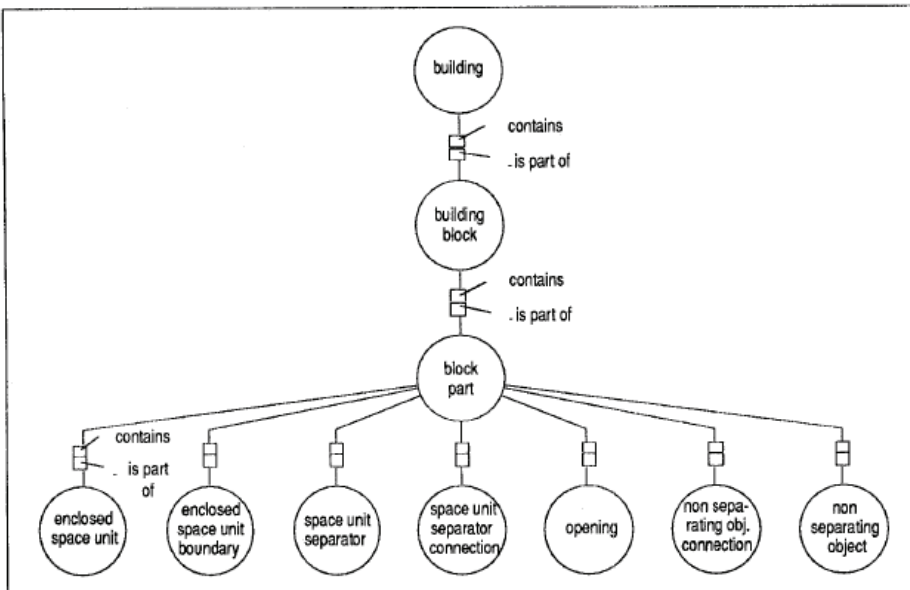 building
contains
is part of
building
block
contains
is part of
block
part
contains
is part
of
enclosed
space unit
enclosed
space unit
boundary
space unit
separator
space unit
separator
connection
opening
non sepa-
rating obj.
connection
non
separating
object